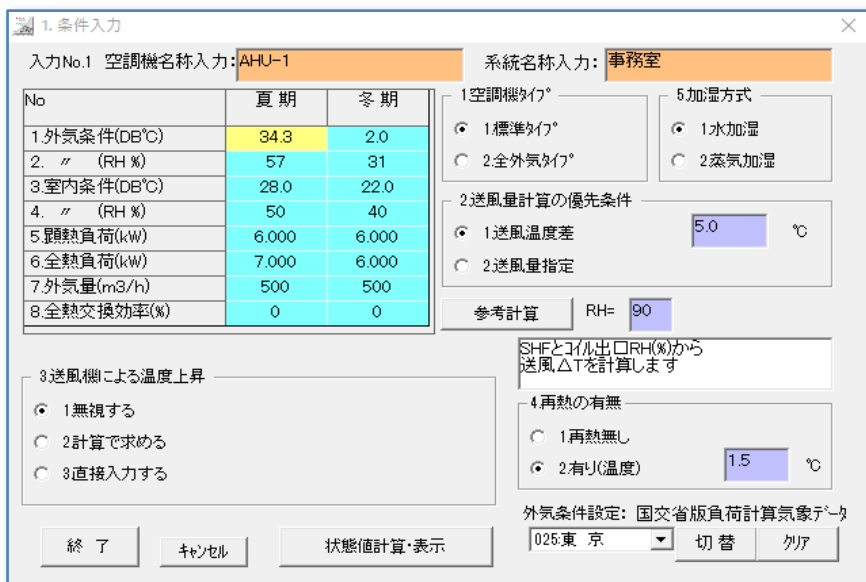 1. 条件入力
入力No.1 空調機名称入力: AHU-1 系統名称入力: 事務室
No 夏 期 冬 期
1.外気条件(DB℃) 34.3 2.0
2. 〃 (RH %) 57 31
3.室内条件(DB℃) 28.0 22.0
4. 〃 (RH %) 50 40
5.顕熱負荷(kW) 6.000 6.000
6.全熱負荷(kW) 7.000 6.000
7.外気量(m3/h) 500 500
8.全熱交換効率(%) 0 0
1.空調機ﾀｲﾌﾟ
1.標準ﾀｲﾌﾟ
2.全外気ﾀｲﾌﾟ
5.加湿方式
1.水加湿
2.蒸気加湿
2.送風量計算の優先条件
1.送風温度差 5.0 ℃
2.送風量指定
参考計算 RH= 90
SHFとｺｲﾙ出口RH(%)から
送風△Tを計算します
3.送風機による温度上昇
1.無視する
2.計算で求める
3.直接入力する
4.再熱の有無
1.再熱無し
2.有り(温度) 1.5 ℃
外気条件設定: 国交省版負荷計算気象ﾃﾞｰﾀ
025:東 京 切 替 ｸﾘｱ
終 了 ｷｬﾝｾﾙ 状態値計算・表示